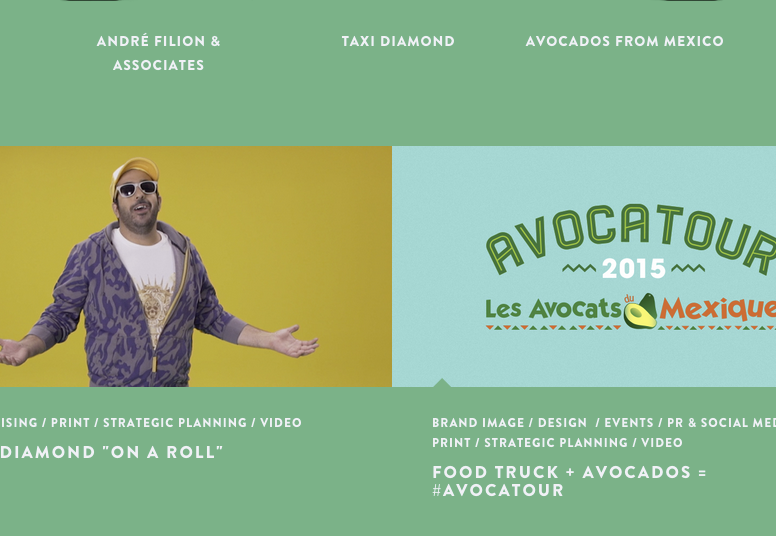 ANDRÉ FILION &
ASSOCIATES
TAXI DIAMOND
AVOCADOS FROM MEXICO
AVOCATOUR
2015
Les Avocats du Mexique
PRINT / STRATEGIC PLANNING / VIDEO
DIAMOND "ON A ROLL"
BRAND IMAGE / DESIGN / EVENTS / PR & SOCIAL
PRINT / STRATEGIC PLANNING / VIDEO
FOOD TRUCK + AVOCADOS =
#AVOCATOUR